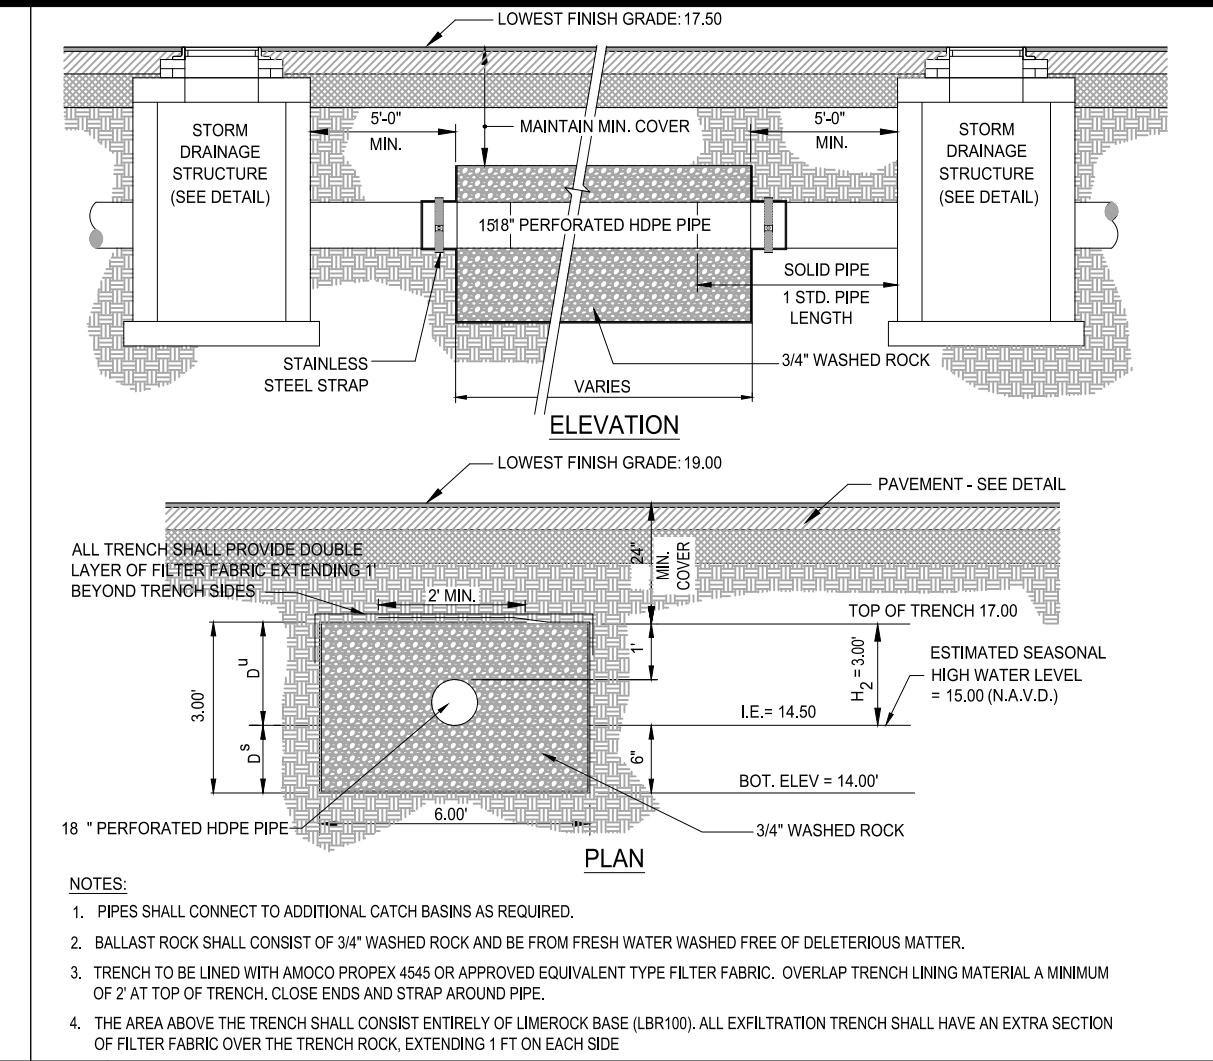 LOWEST FINISH GRADE: 17.50
STORM
DRAINAGE
STRUCTURE
(SEE DETAIL)
5'-0"
MIN.
MAINTAIN MIN. COVER
5'-0"
MIN.
STORM
DRAINAGE
STRUCTURE
(SEE DETAIL)
1518" PERFORATED HDPE PIPE
SOLID PIPE
1 STD. PIPE
LENGTH
STAINLESS
STEEL STRAP
3/4" WASHED ROCK
VARIES
ELEVATION
LOWEST FINISH GRADE: 19.00
PAVEMENT - SEE DETAIL
ALL TRENCH SHALL PROVIDE DOUBLE
LAYER OF FILTER FABRIC EXTENDING 1'
BEYOND TRENCH SIDES
2' MIN.
24"
MIN.
COVER
TOP OF TRENCH 17.00
3.00'
Du
1'
H2 = 3.00'
ESTIMATED SEASONAL
HIGH WATER LEVEL
= 15.00 (N.A.V.D.)
I.E.= 14.50
Ds
6"
BOT. ELEV = 14.00'
6.00'
18 " PERFORATED HDPE PIPE
3/4" WASHED ROCK
PLAN
NOTES:
1. PIPES SHALL CONNECT TO ADDITIONAL CATCH BASINS AS REQUIRED.
2. BALLAST ROCK SHALL CONSIST OF 3/4" WASHED ROCK AND BE FROM FRESH WATER WASHED FREE OF DELETERIOUS MATTER.
3. TRENCH TO BE LINED WITH AMOCO PROPEX 4545 OR APPROVED EQUIVALENT TYPE FILTER FABRIC. OVERLAP TRENCH LINING MATERIAL A MINIMUM
OF 2' AT TOP OF TRENCH. CLOSE ENDS AND STRAP AROUND PIPE.
4. THE AREA ABOVE THE TRENCH SHALL CONSIST ENTIRELY OF LIMEROCK BASE (LBR100). ALL EXFILTRATION TRENCH SHALL HAVE AN EXTRA SECTION
OF FILTER FABRIC OVER THE TRENCH ROCK, EXTENDING 1 FT ON EACH SIDE